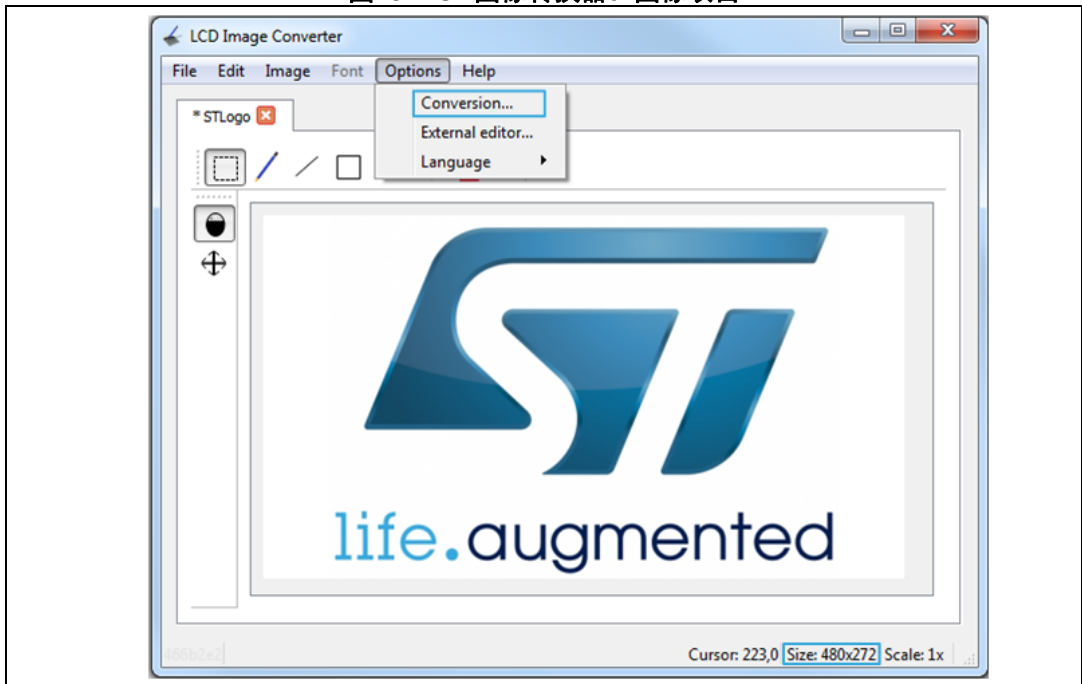 LCD Image Converter
File Edit Image Font Options Help
* STLogo
Conversion...
External editor...
Language
life.augmented
466b2e2
Cursor: 223,0 Size: 480x272 Scale: 1x